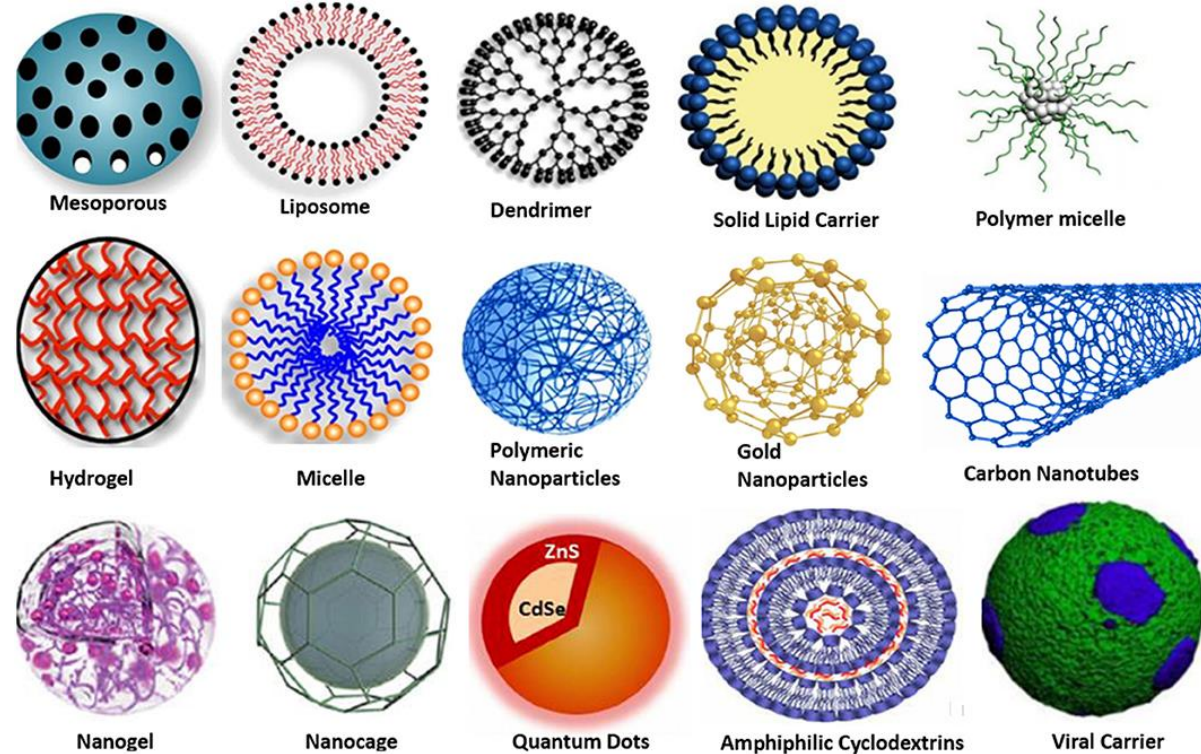 Mesoporous
Liposome
Dendrimer
Solid Lipid Carrier
Polymer micelle
Hydrogel
Micelle
Polymeric
Nanoparticles
Gold
Nanoparticles
Carbon Nanotubes
ZnS
CdSe
Nanogel
Nanocage
Quantum Dots
Amphiphilic Cyclodextrins
Viral Carrier